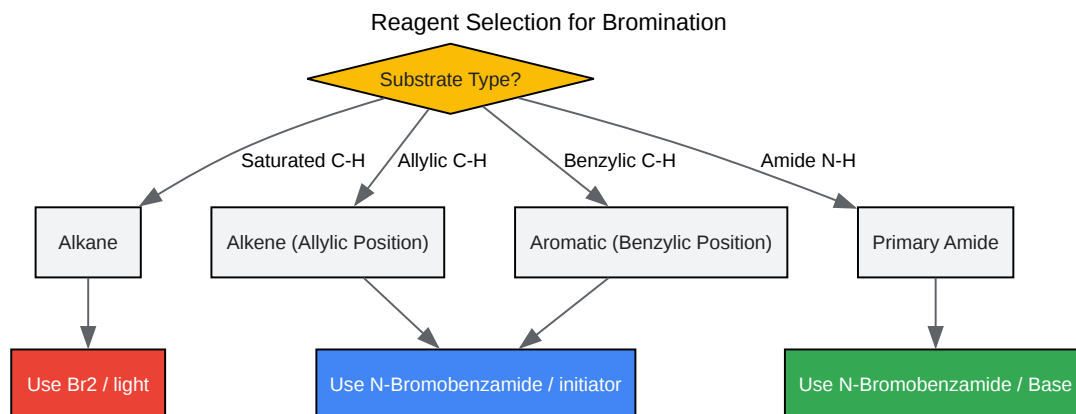 Reagent Selection for Bromination
Substrate Type?
Saturated C-H
Allylic C-H
Benzylic C-H
Amide N-H
Alkane
Alkene (Allylic Position)
Aromatic (Benzylic Position)
Primary Amide
Use Br2 / light
Use N-Bromobenzamide / initiator
Use N-Bromobenzamide / Base